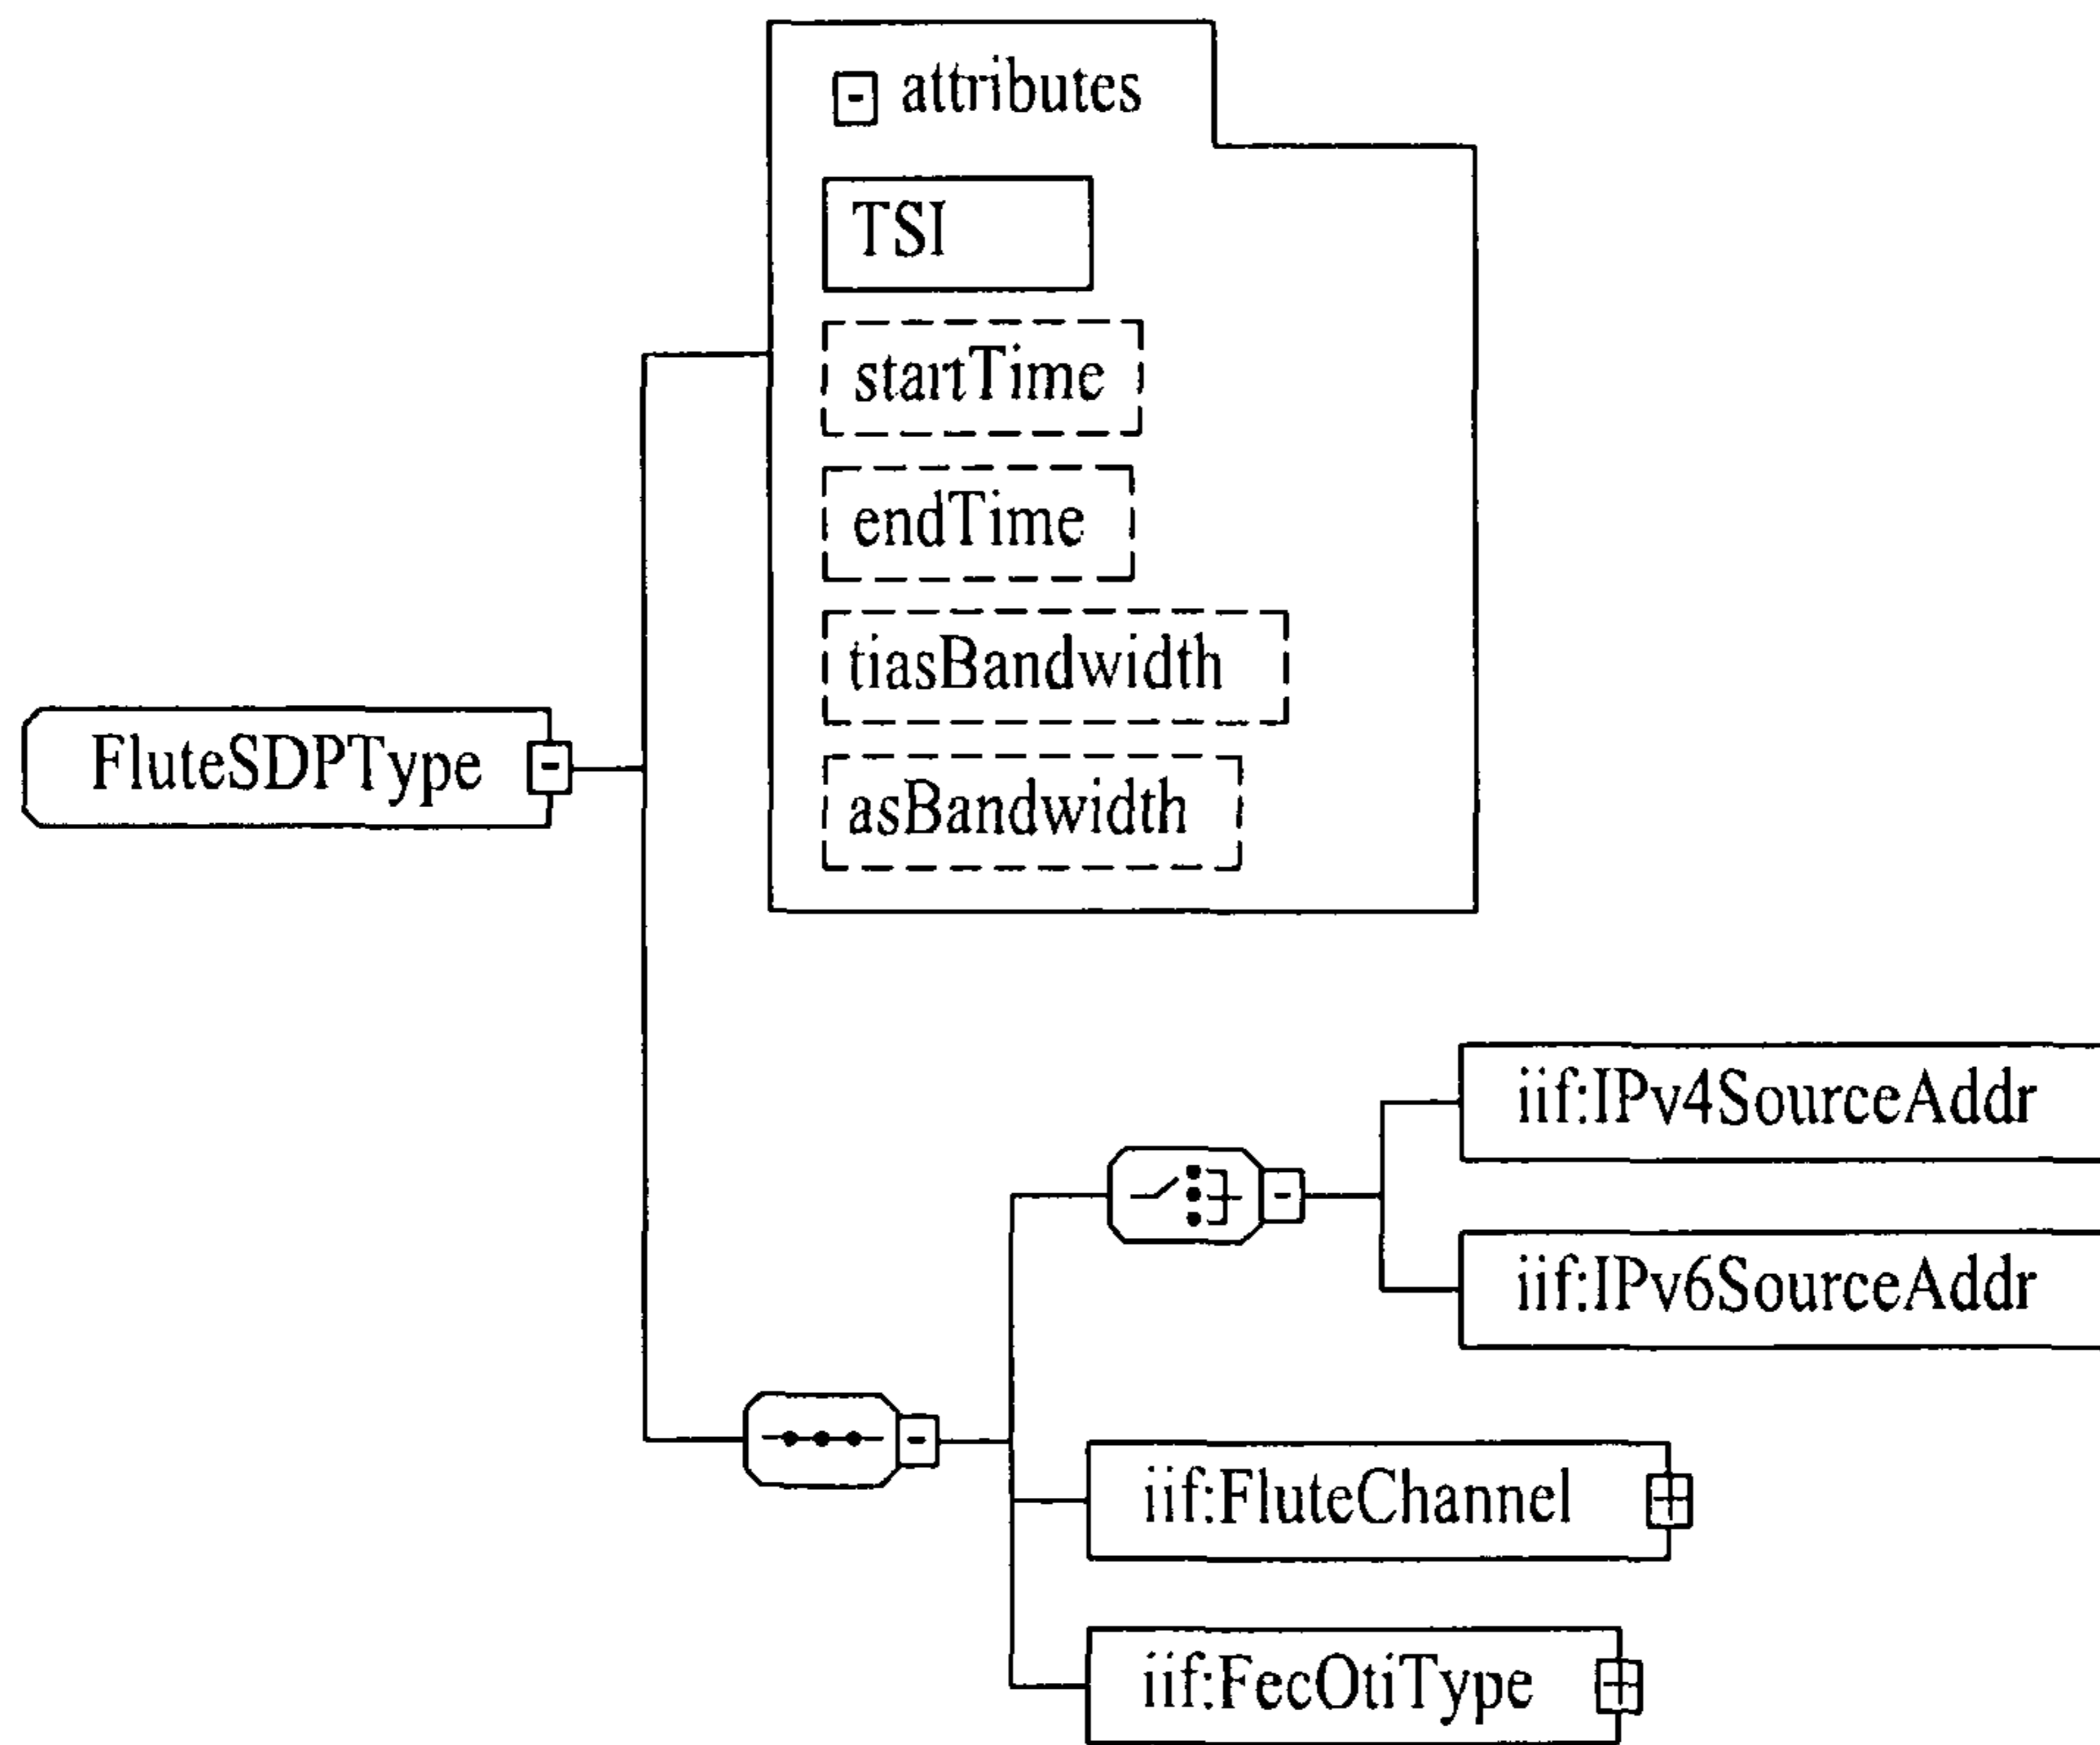 attributes
TSI
startTime
endTime
tiasBandwidth
asBandwidth
FluteSDPType
iif:IPv4SourceAddr
iif:IPv6SourceAddr
iif:FluteChannel
iif:FecOtiType